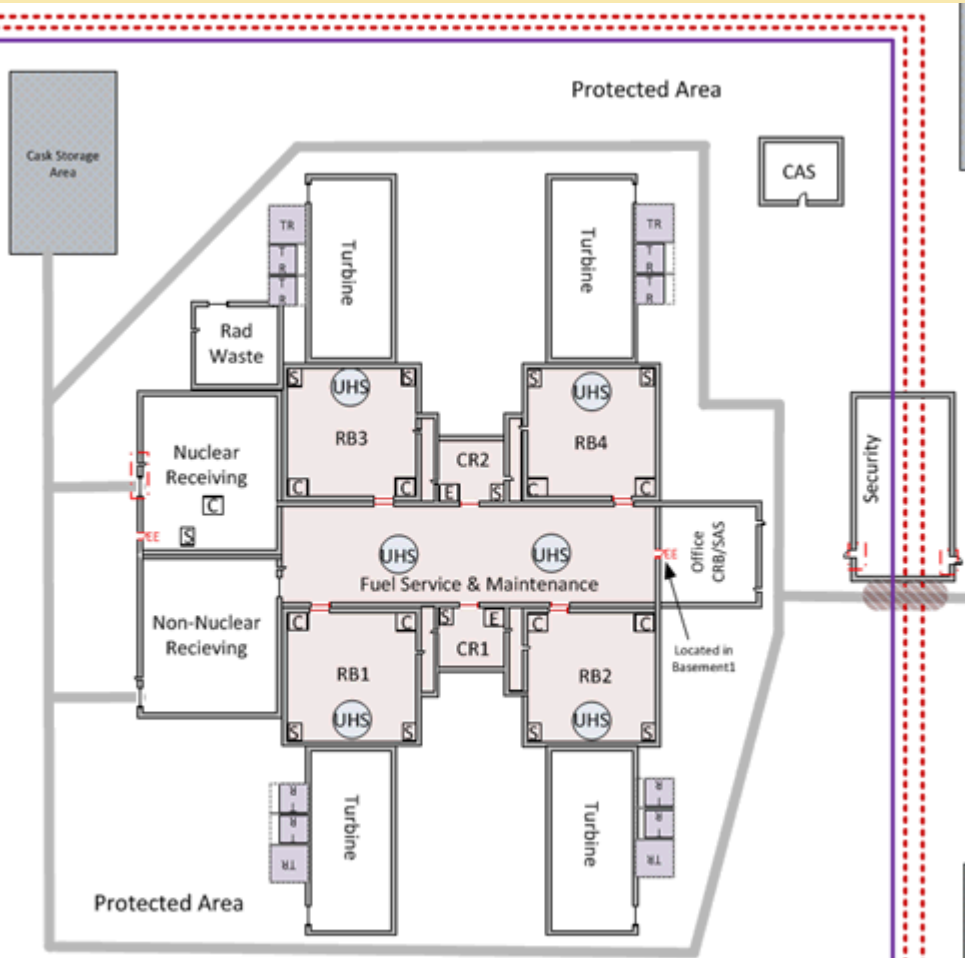 Protected Area
Cask Storage
Area
CAS
TR
T
R
T
R
Turbine
TR
T
R
T
R
Turbine
Rad
Waste
S
UHS
S
RB3
C
C
S
UHS
S
RB4
C
C
CR2
E
S
Nuclear
Receiving
C
S
EE
Security
UHS
UHS
Fuel Service & Maintenance
EE
Office
CRB/SAS
Non-Nuclear
Recieving
C
C
RB1
UHS
S
S
S
E
CR1
C
C
RB2
UHS
S
S
Located in
Basement1
R
T
R
T
TR
Turbine
Turbine
R
T
R
T
TR
Protected Area